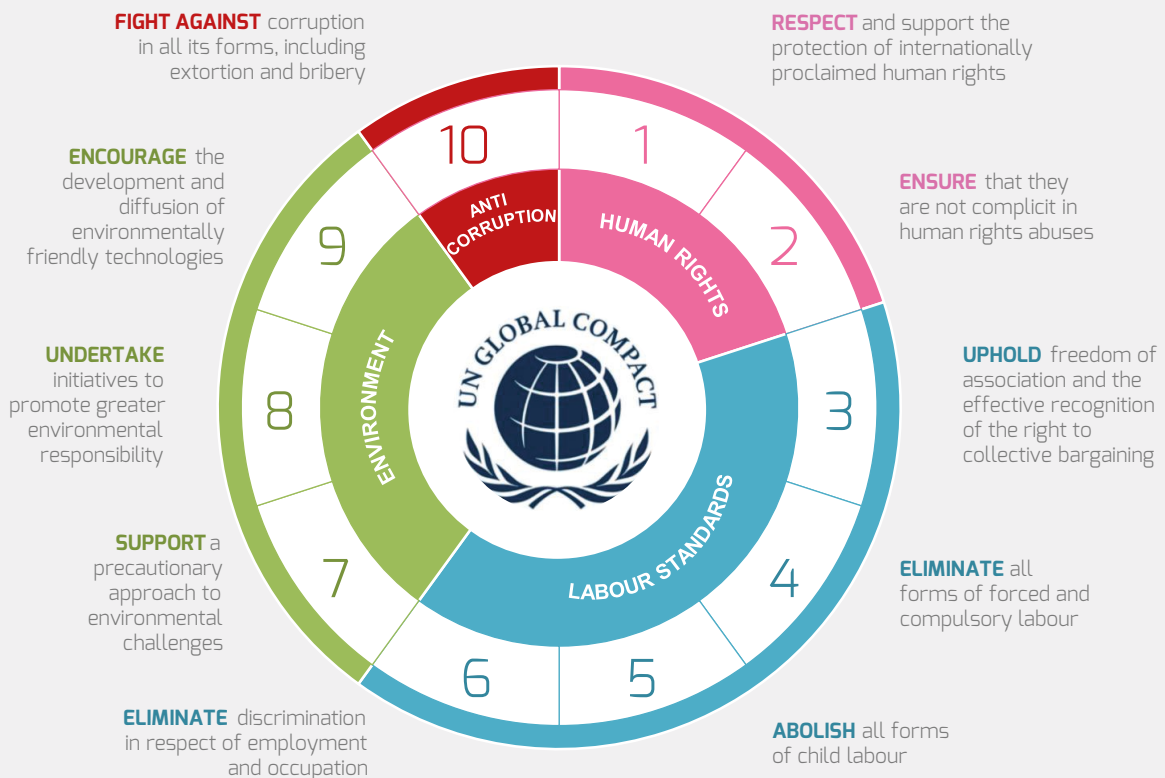 FIGHT AGAINST corruption
in all its forms, including
extortion and bribery
RESPECT and support the
protection of internationally
proclaimed human rights
ENCOURAGE the
development and
diffusion of
environmentally
friendly technologies
ENSURE that they
are not complicit in
human rights abuses
UNDERTAKE
initiatives to
promote greater
environmental
responsibility
UPHOLD freedom of
association and the
effective recognition
of the right to
collective bargaining
SUPPORT a
precautionary
approach to
environmental
challenges
ELIMINATE all
forms of forced and
compulsory labour
ELIMINATE discrimination
in respect of employment
and occupation
ABOLISH all forms
of child labour
10
1
2
3
4
5
6
7
8
9
ANTI
CORRUPTION
HUMAN RIGHTS
LABOUR STANDARDS
ENVIRONMENT
UN GLOBAL COMPACT